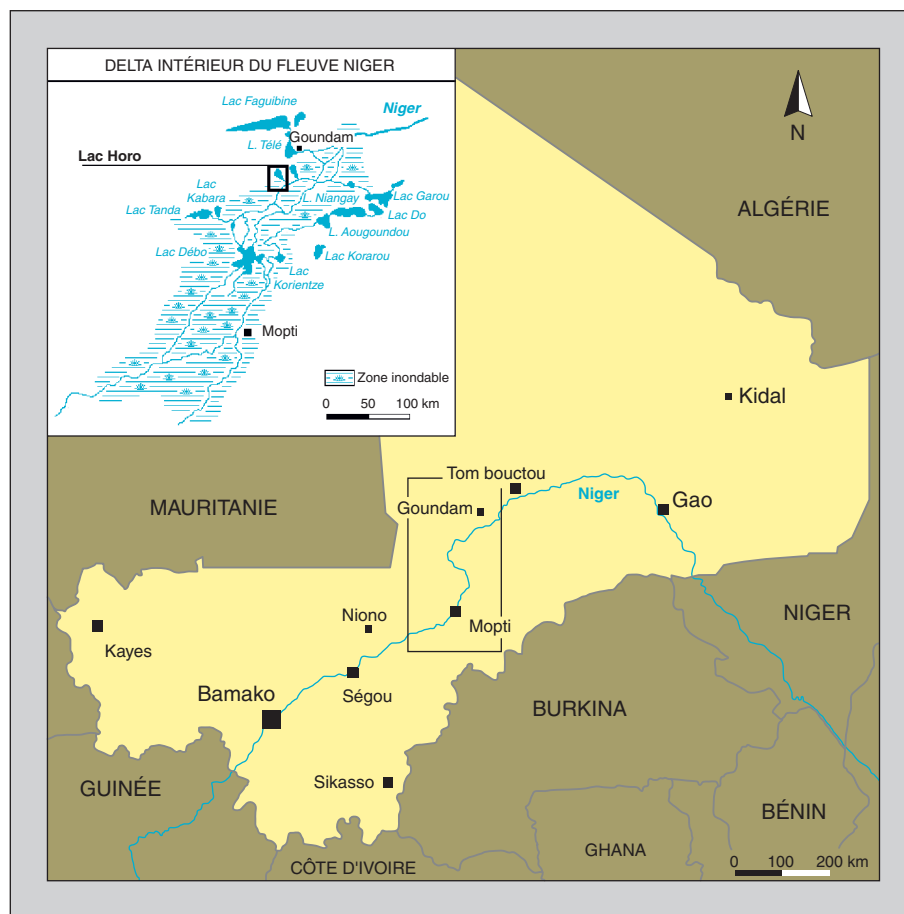 DELTA INTÉRIEUR DU FLEUVE NIGER
Lac Faguibine
Niger
Goundam
L. Télé
Lac Horo
Lac
Kabara
L. Niangay
Lac Garou
Lac Tanda
Lac Do
L. Aougoundou
Lac Débo
Lac Korarou
Lac
Korientze
Mopti
Zone inondable
0 50 100 km
N
ALGÉRIE
Kidal
Tom bouctou
Niger
MAURITANIE
Goundam
Gao
Niono
Mopti
NIGER
Kayes
Ségou
Bamako
BURKINA
Sikasso
GUINÉE
BÉNIN
GHANA
CÔTE D'IVOIRE
0 100 200 km